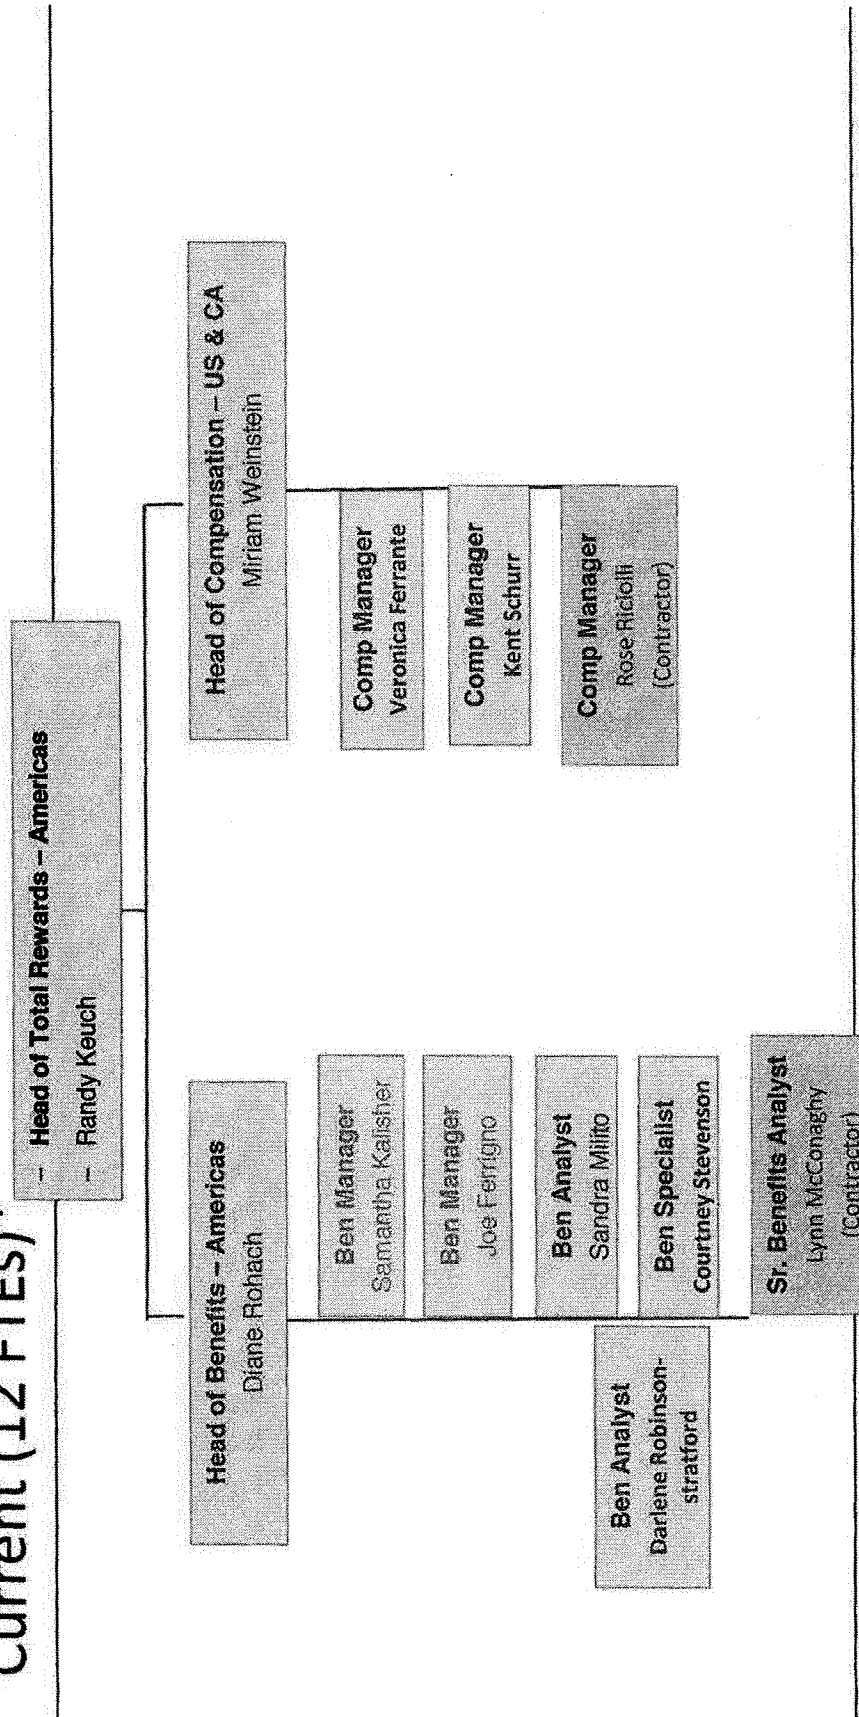 Current (12 FTEs)
– Head of Total Rewards – Americas
– Randy Keuch
Head of Benefits – Americas
Diane Rohach
Head of Compensation – US & CA
Miriam Weinstein
Ben Manager
Samantha Kalisher
Ben Manager
Joe Ferrigno
Ben Analyst
Sandra Milito
Ben Specialist
Courtney Stevenson
Ben Analyst
Darlene Robinson-
stratford
Sr. Benefits Analyst
Lynn McConaghy
(Contractor)
Comp Manager
Veronica Ferrante
Comp Manager
Kent Schurr
Comp Manager
Rose Riciolli
(Contractor)